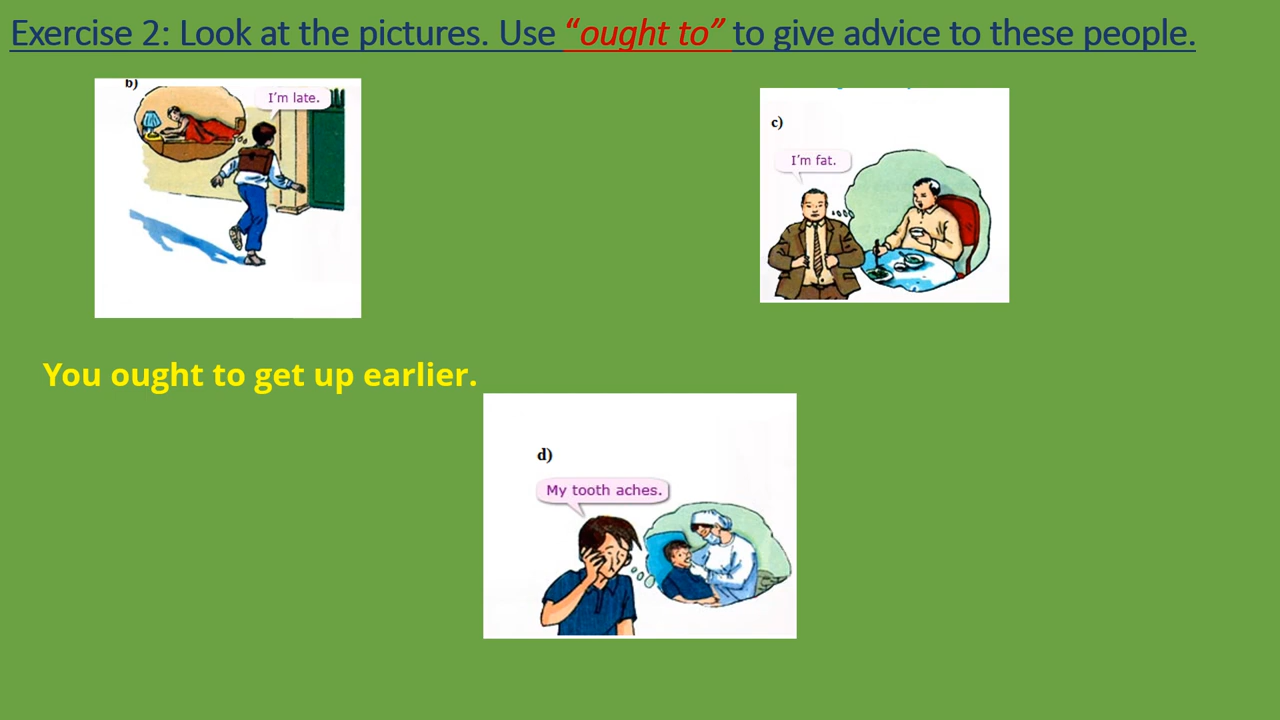 Exercise 2: Look at the pictures. Use “ought to” to give advice to these people.
b)
I'm late.
c)
I'm fat.
You ought to get up earlier.
d)
My tooth aches.